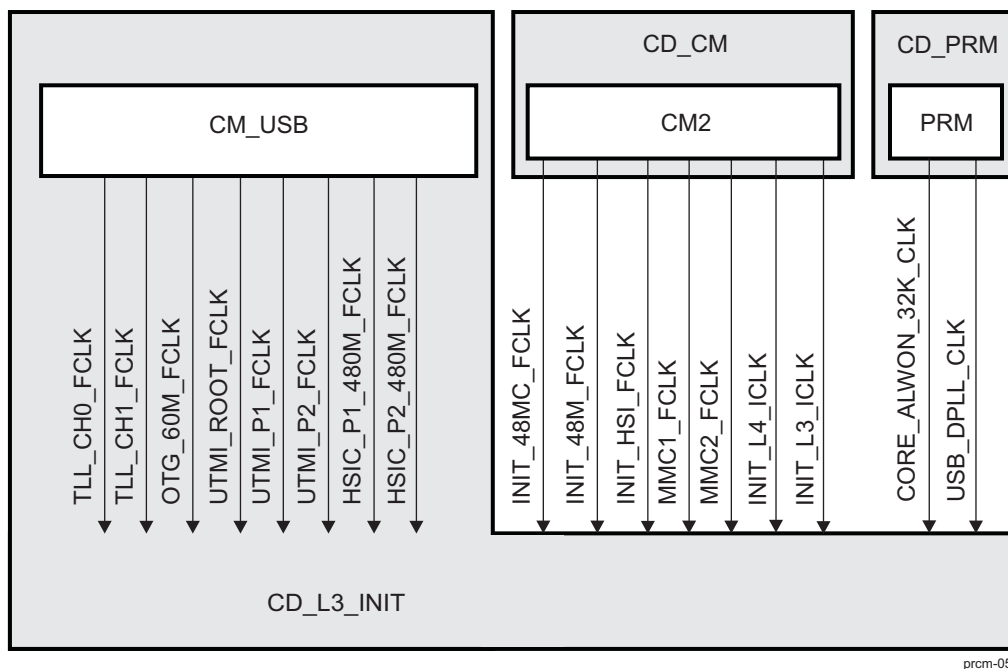 CD_CM
CD_PRM
CM_USB
CM2
PRM
TLL_CH0_FCLK
TLL_CH1_FCLK
OTG_60M_FCLK
UTMI_ROOT_FCLK
UTMI_P1_FCLK
UTMI_P2_FCLK
HSIC_P1_480M_FCLK
HSIC_P2_480M_FCLK
INIT_48MC_FCLK
INIT_48M_FCLK
INIT_HSI_FCLK
MMC1_FCLK
MMC2_FCLK
INIT_L4_ICLK
INIT_L3_ICLK
CORE_ALWON_32K_CLK
USB_DPLL_CLK
CD_L3_INIT